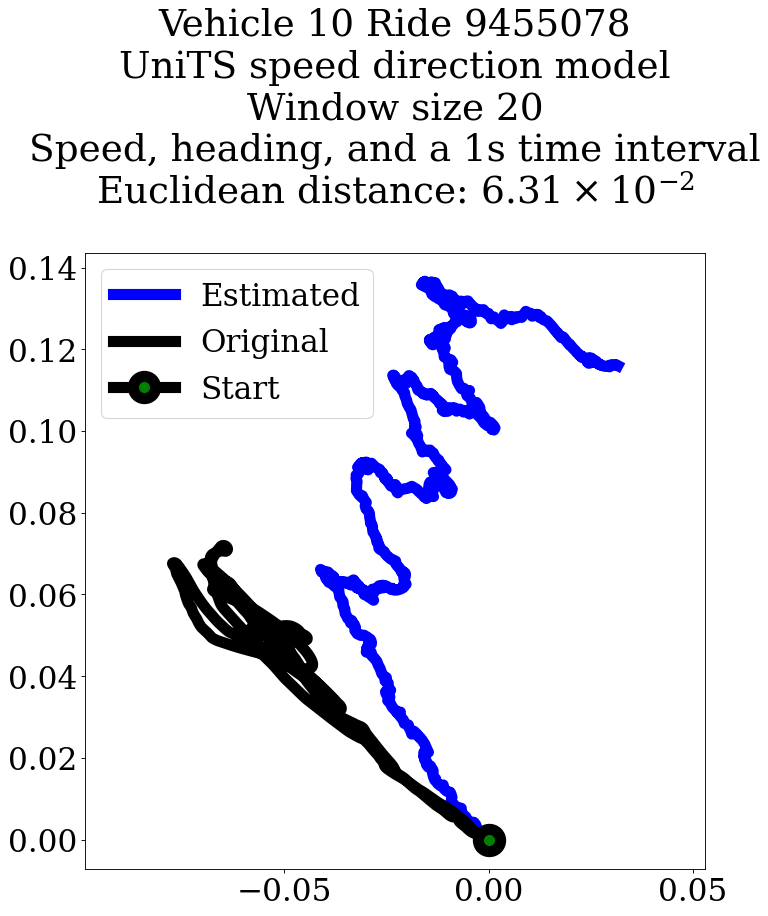 Vehicle 10 Ride 9455078
UniTS speed direction model
Window size 20
Speed, heading, and a 1s time interval
Euclidean distance: 6.31 × 10⁻²
Estimated
Original
Start
0.14
0.12
0.10
0.08
0.06
0.04
0.02
0.00
−0.05
0.00
0.05